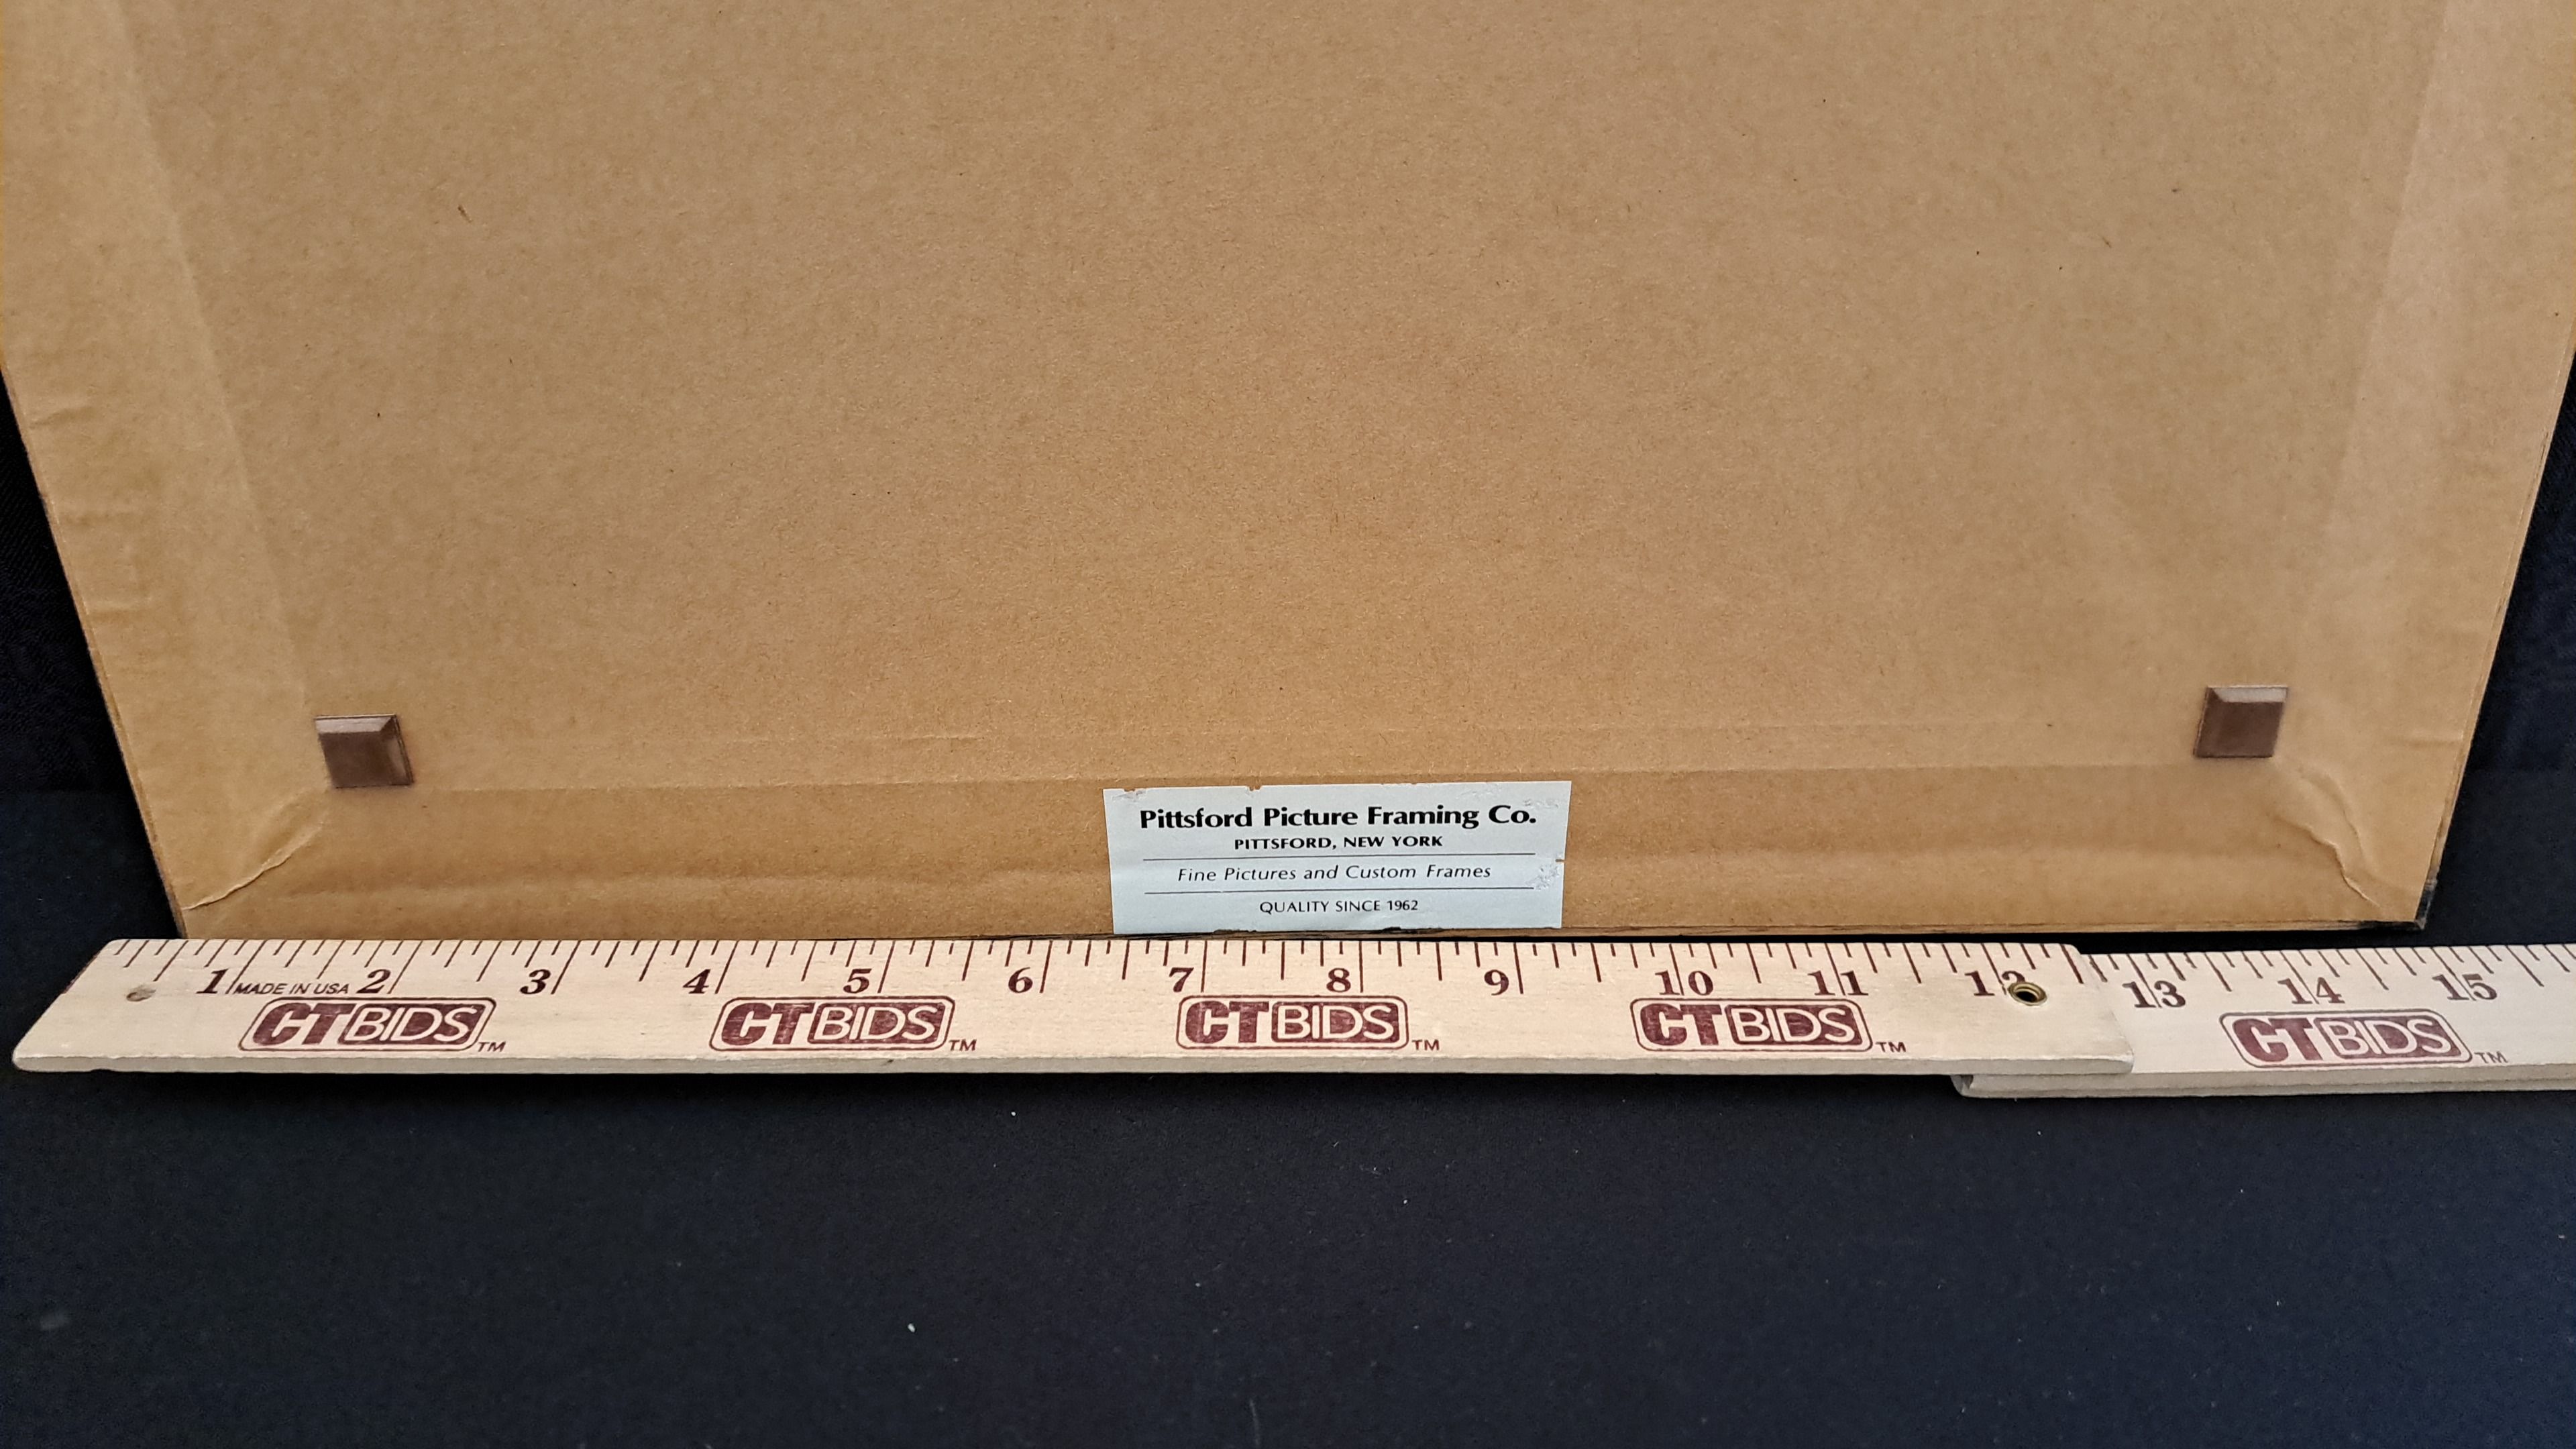 Pittsford Picture Framing Co.
PITTSFORD, NEW YORK
Fine Pictures and Custom Frames
QUALITY SINCE 1962
1 MADE IN USA 2 3 4 5 6 7 8 9 10 11 12 13 14 15
CTBIDS™ CTBIDS™ CTBIDS™ CTBIDS™ CTBIDS™